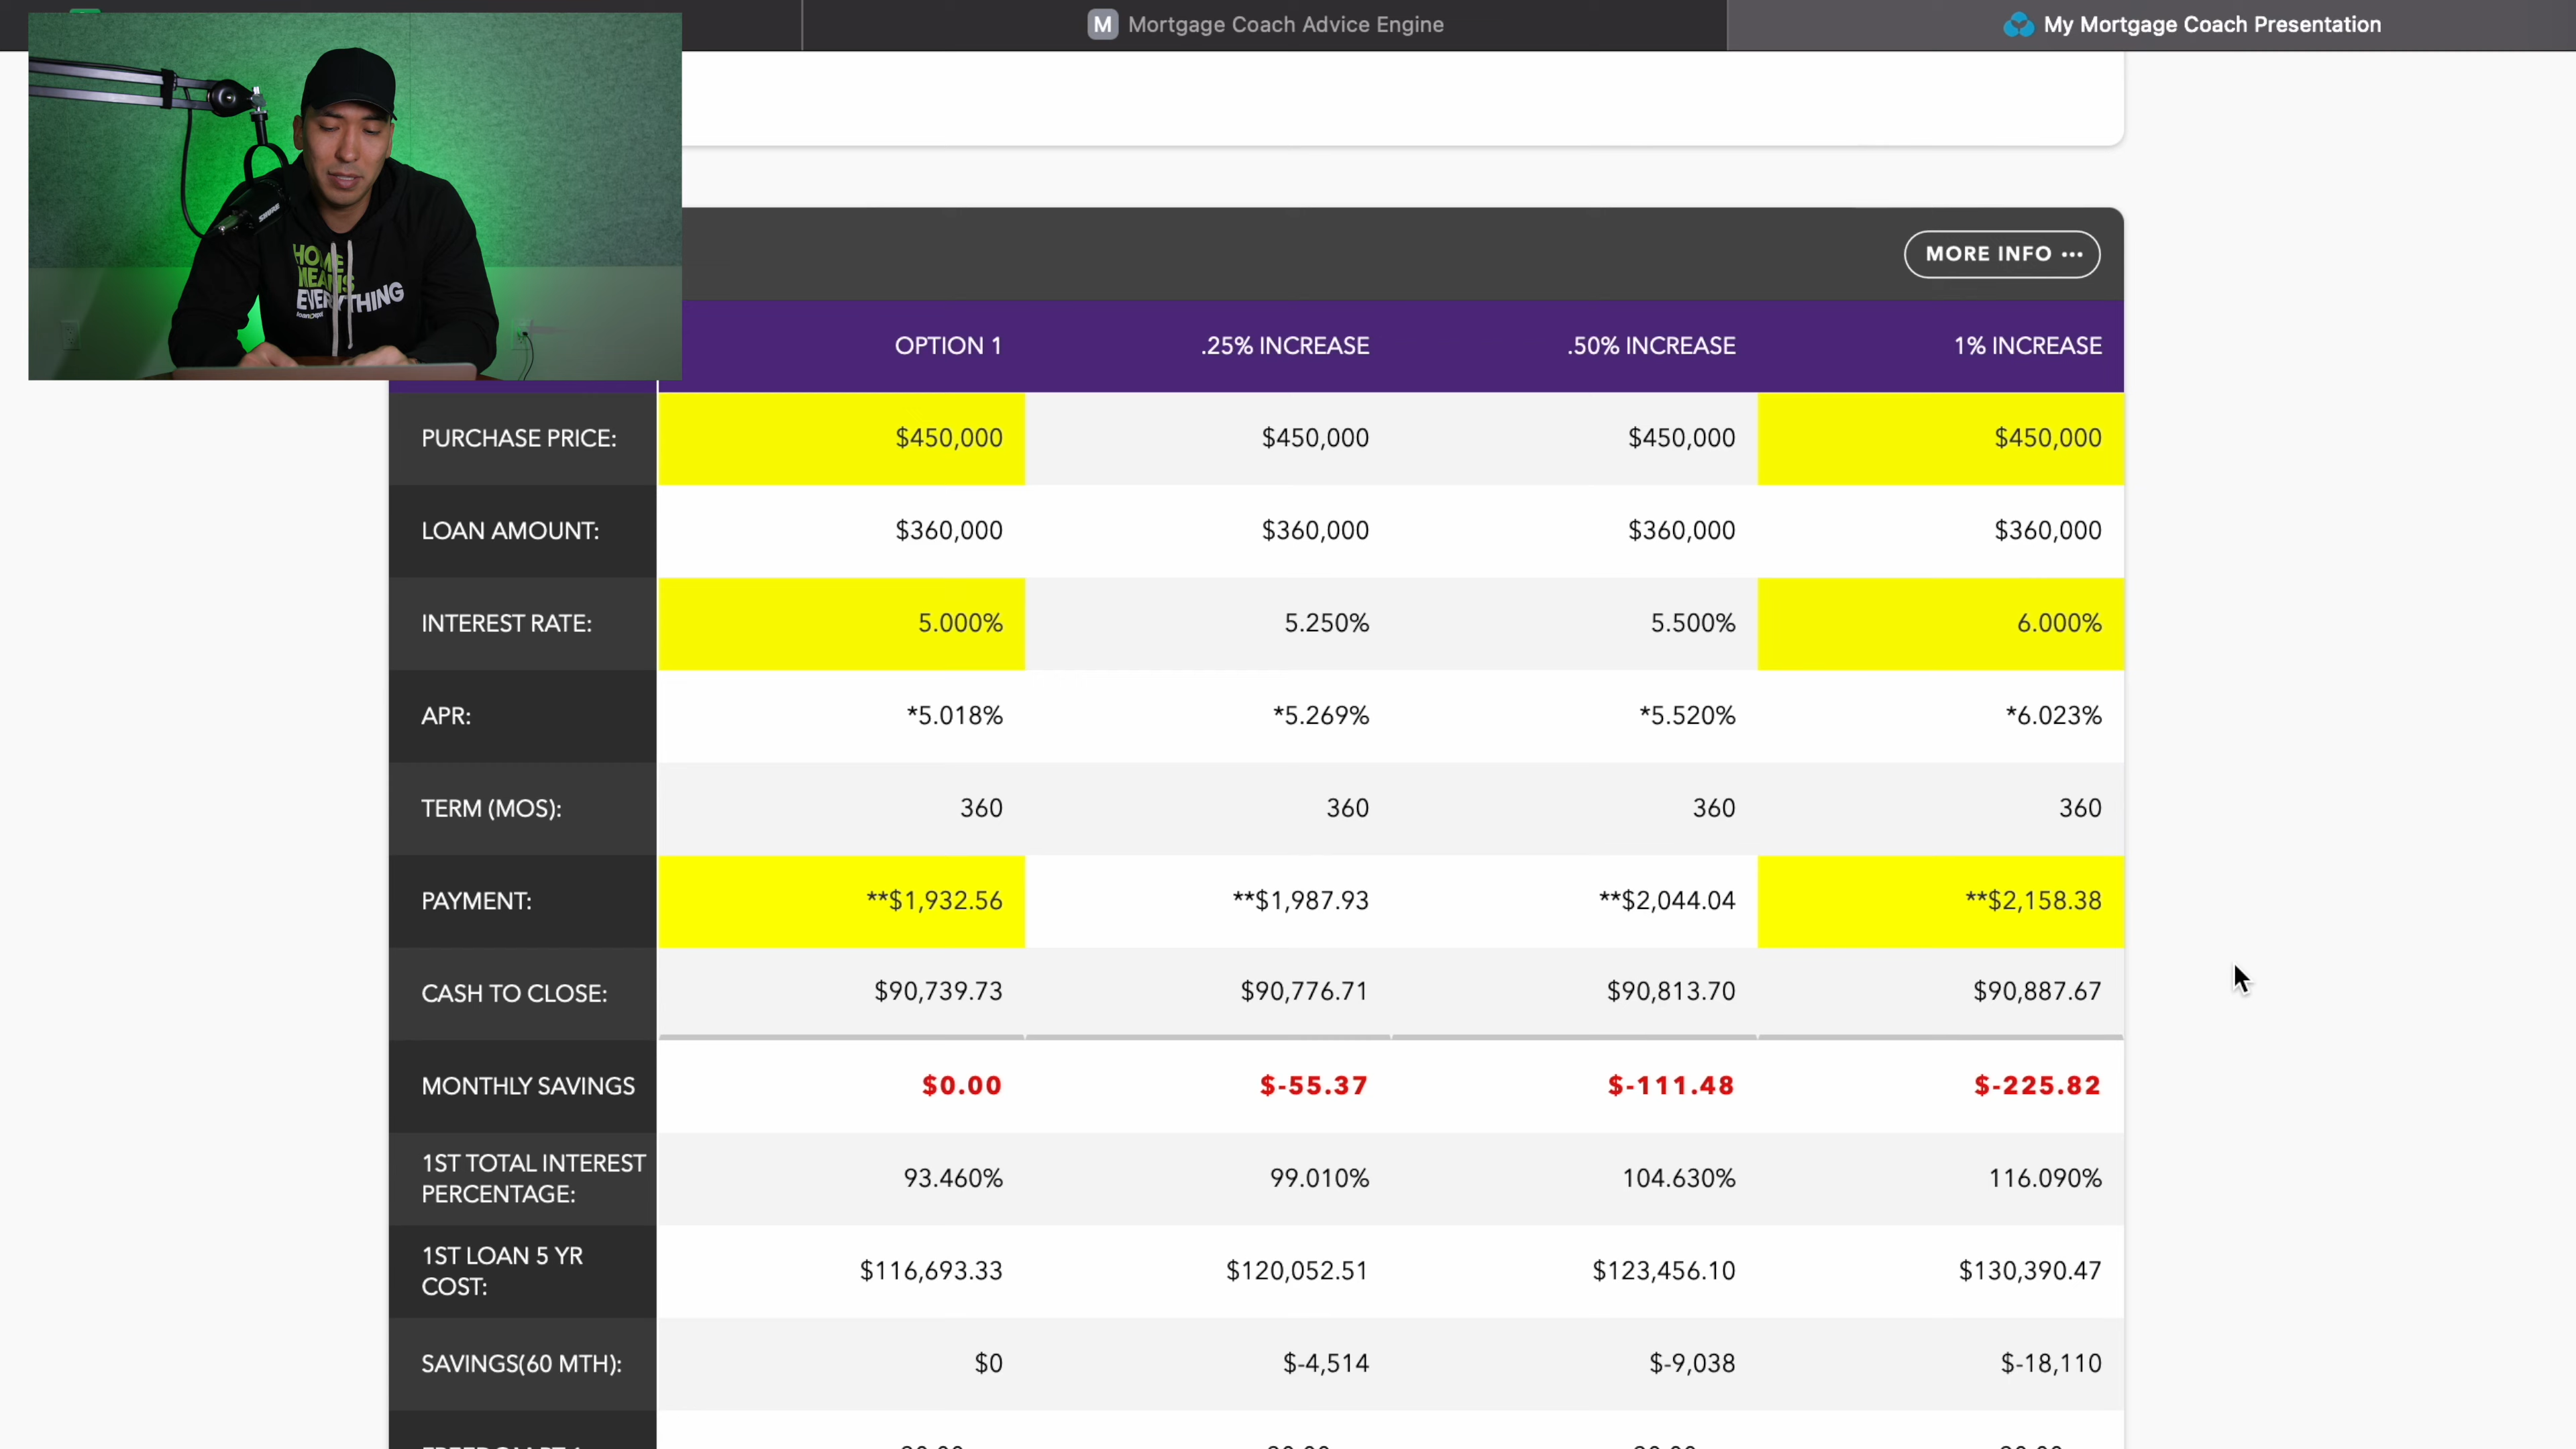 M Mortgage Coach Advice Engine
My Mortgage Coach Presentation
SHURE
HOME
MEANS
EVERYTHING
MORE INFO •••
OPTION 1 .25% INCREASE .50% INCREASE 1% INCREASE
PURCHASE PRICE: $450,000 $450,000 $450,000 $450,000
LOAN AMOUNT: $360,000 $360,000 $360,000 $360,000
INTEREST RATE: 5.000% 5.250% 5.500% 6.000%
APR: *5.018% *5.269% *5.520% *6.023%
TERM (MOS): 360 360 360 360
PAYMENT: **$1,932.56 **$1,987.93 **$2,044.04 **$2,158.38
CASH TO CLOSE: $90,739.73 $90,776.71 $90,813.70 $90,887.67
MONTHLY SAVINGS $0.00 $-55.37 $-111.48 $-225.82
1ST TOTAL INTEREST
PERCENTAGE: 93.460% 99.010% 104.630% 116.090%
1ST LOAN 5 YR
COST: $116,693.33 $120,052.51 $123,456.10 $130,390.47
SAVINGS(60 MTH): $0 $-4,514 $-9,038 $-18,110